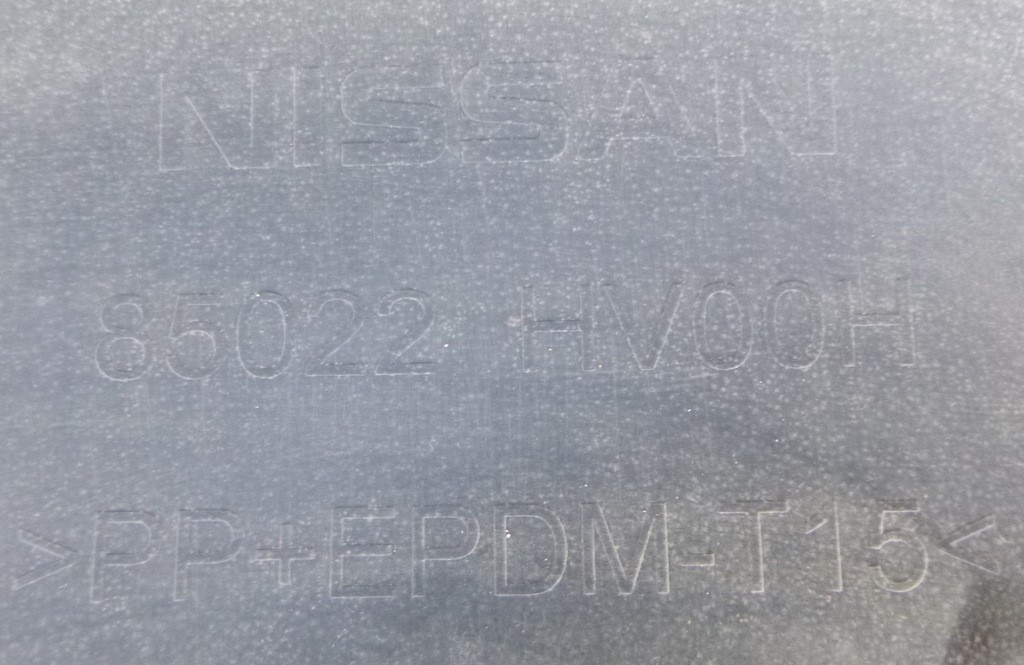 NISSAN
85022 HV00H
>PP+EPDM-T15<